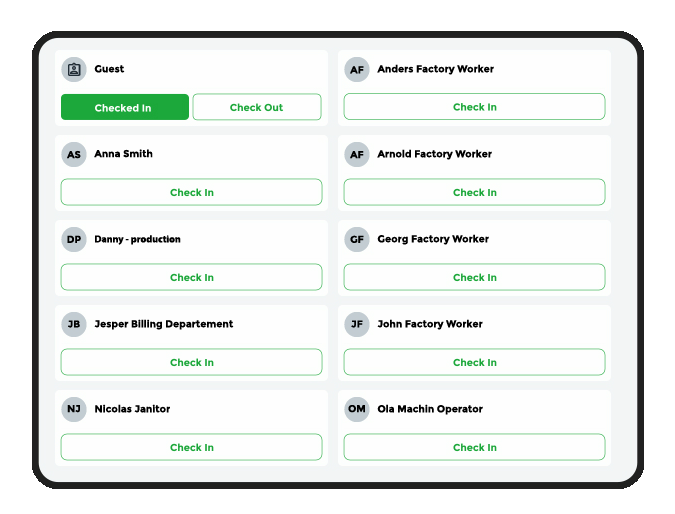 Guest
Checked In Check Out
AF Anders Factory Worker
Check In
AS Anna Smith
Check In
AF Arnold Factory Worker
Check In
DP Danny - production
Check In
GF Georg Factory Worker
Check In
JB Jesper Billing Departement
Check In
JF John Factory Worker
Check In
NJ Nicolas Janitor
Check In
OM Ola Machin Operator
Check In